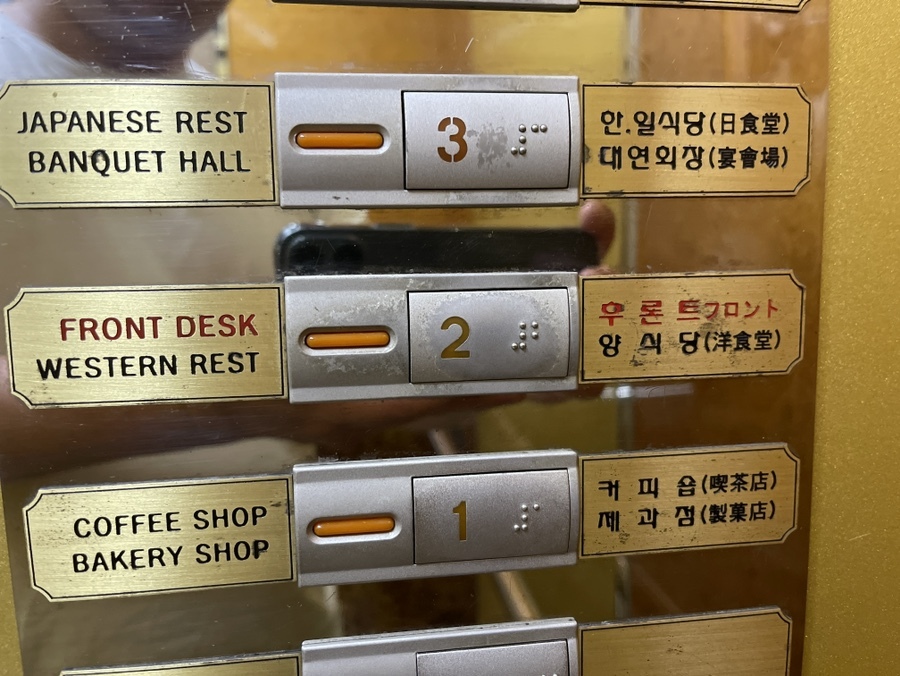 JAPANESE REST
BANQUET HALL
3
한.일식당(日食堂)
대연회장(宴會場)
FRONT DESK
WESTERN REST
2
우 론 트フロント
양 식 당(洋食堂)
COFFEE SHOP
BAKERY SHOP
1
커 피 숍(喫茶店)
제 과 점(製菓店)